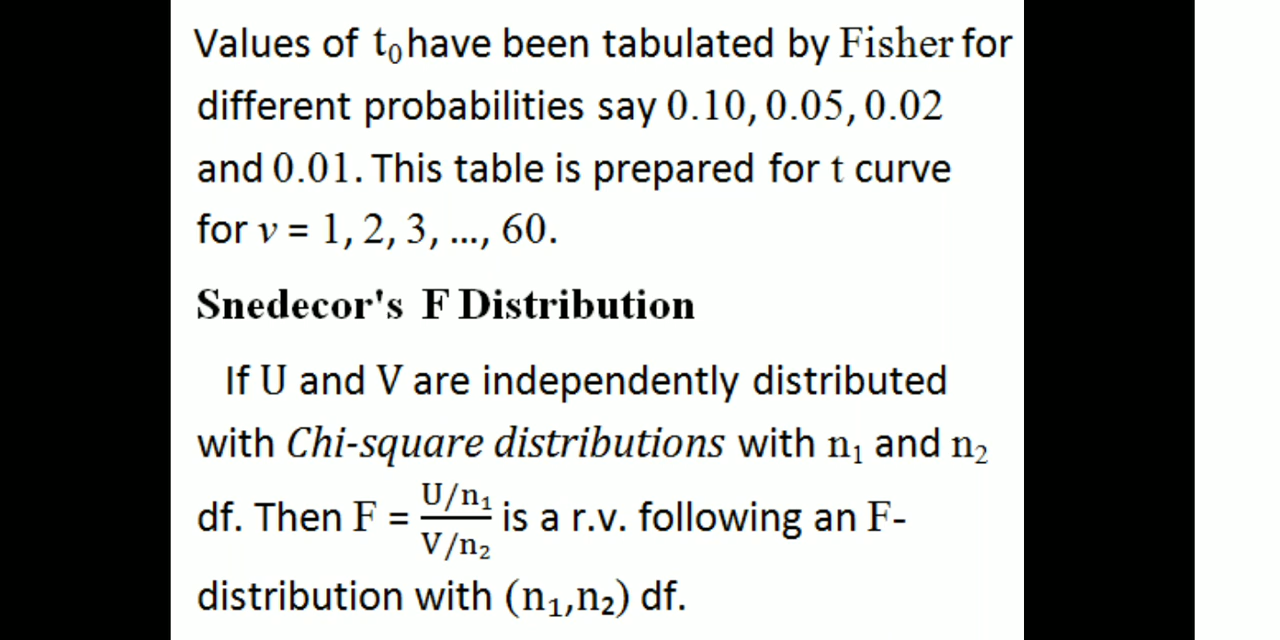 Values of t₀ have been tabulated by Fisher for
different probabilities say 0.10, 0.05, 0.02
and 0.01. This table is prepared for t curve
for ν = 1, 2, 3, ..., 60.
Snedecor's F Distribution
If U and V are independently distributed
with Chi-square distributions with n₁ and n₂
df. Then F = (U/n₁)/(V/n₂) is a r.v. following an F-
distribution with (n₁,n₂) df.